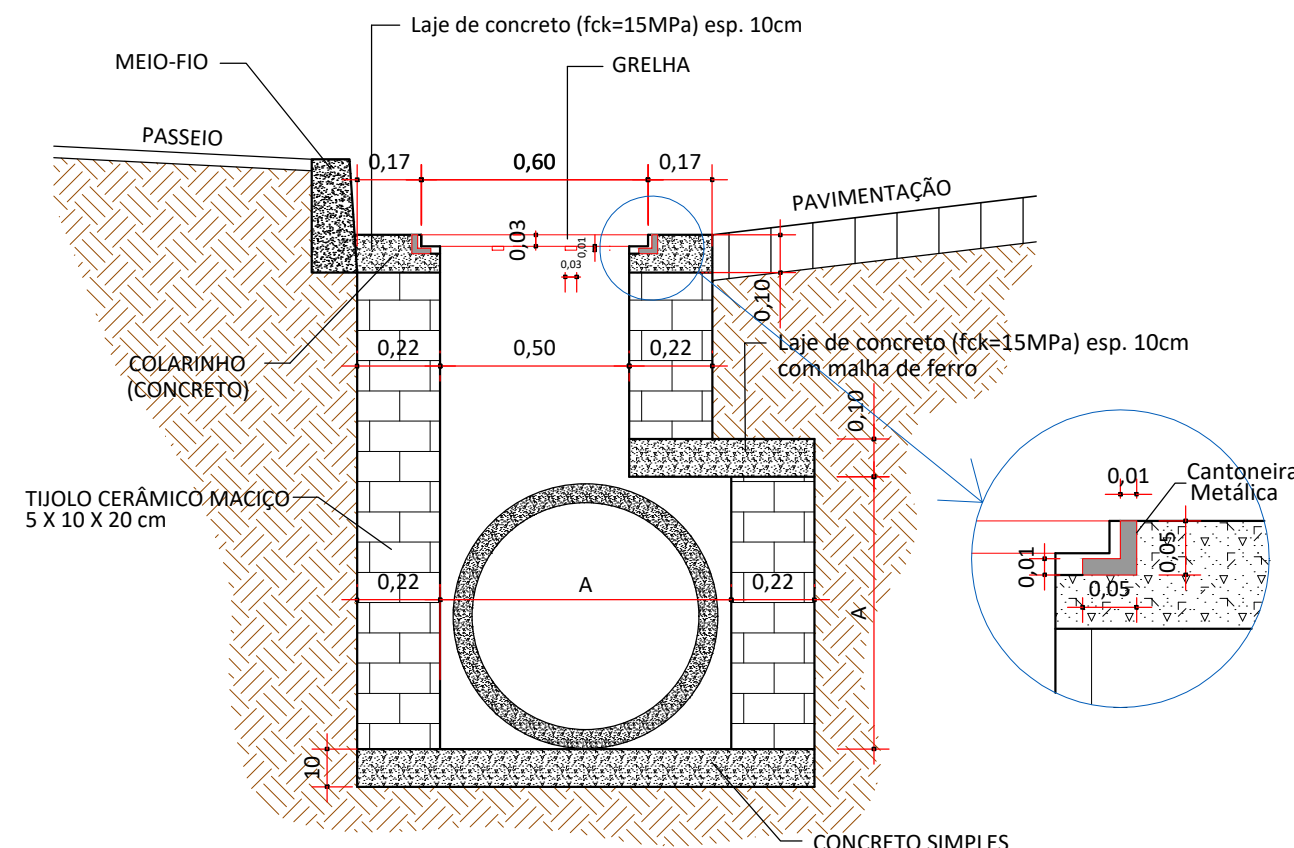 Laje de concreto (fck=15MPa) esp. 10cm
MEIO-FIO
GRELHA
PASSEIO
0,17
0,60
0,17
PAVIMENTAÇÃO
0,03
0,01
0,03
0,10
COLARINHO
(CONCRETO)
0,22
0,50
0,22
Laje de concreto (fck=15MPa) esp. 10cm
com malha de ferro
0,10
TIJOLO CERÂMICO MACIÇO
5 X 10 X 20 cm
0,01
Cantoneira
Metálica
0,01
0,05
0,05
0,22
A
0,22
A
10
CONCRETO SIMPLES